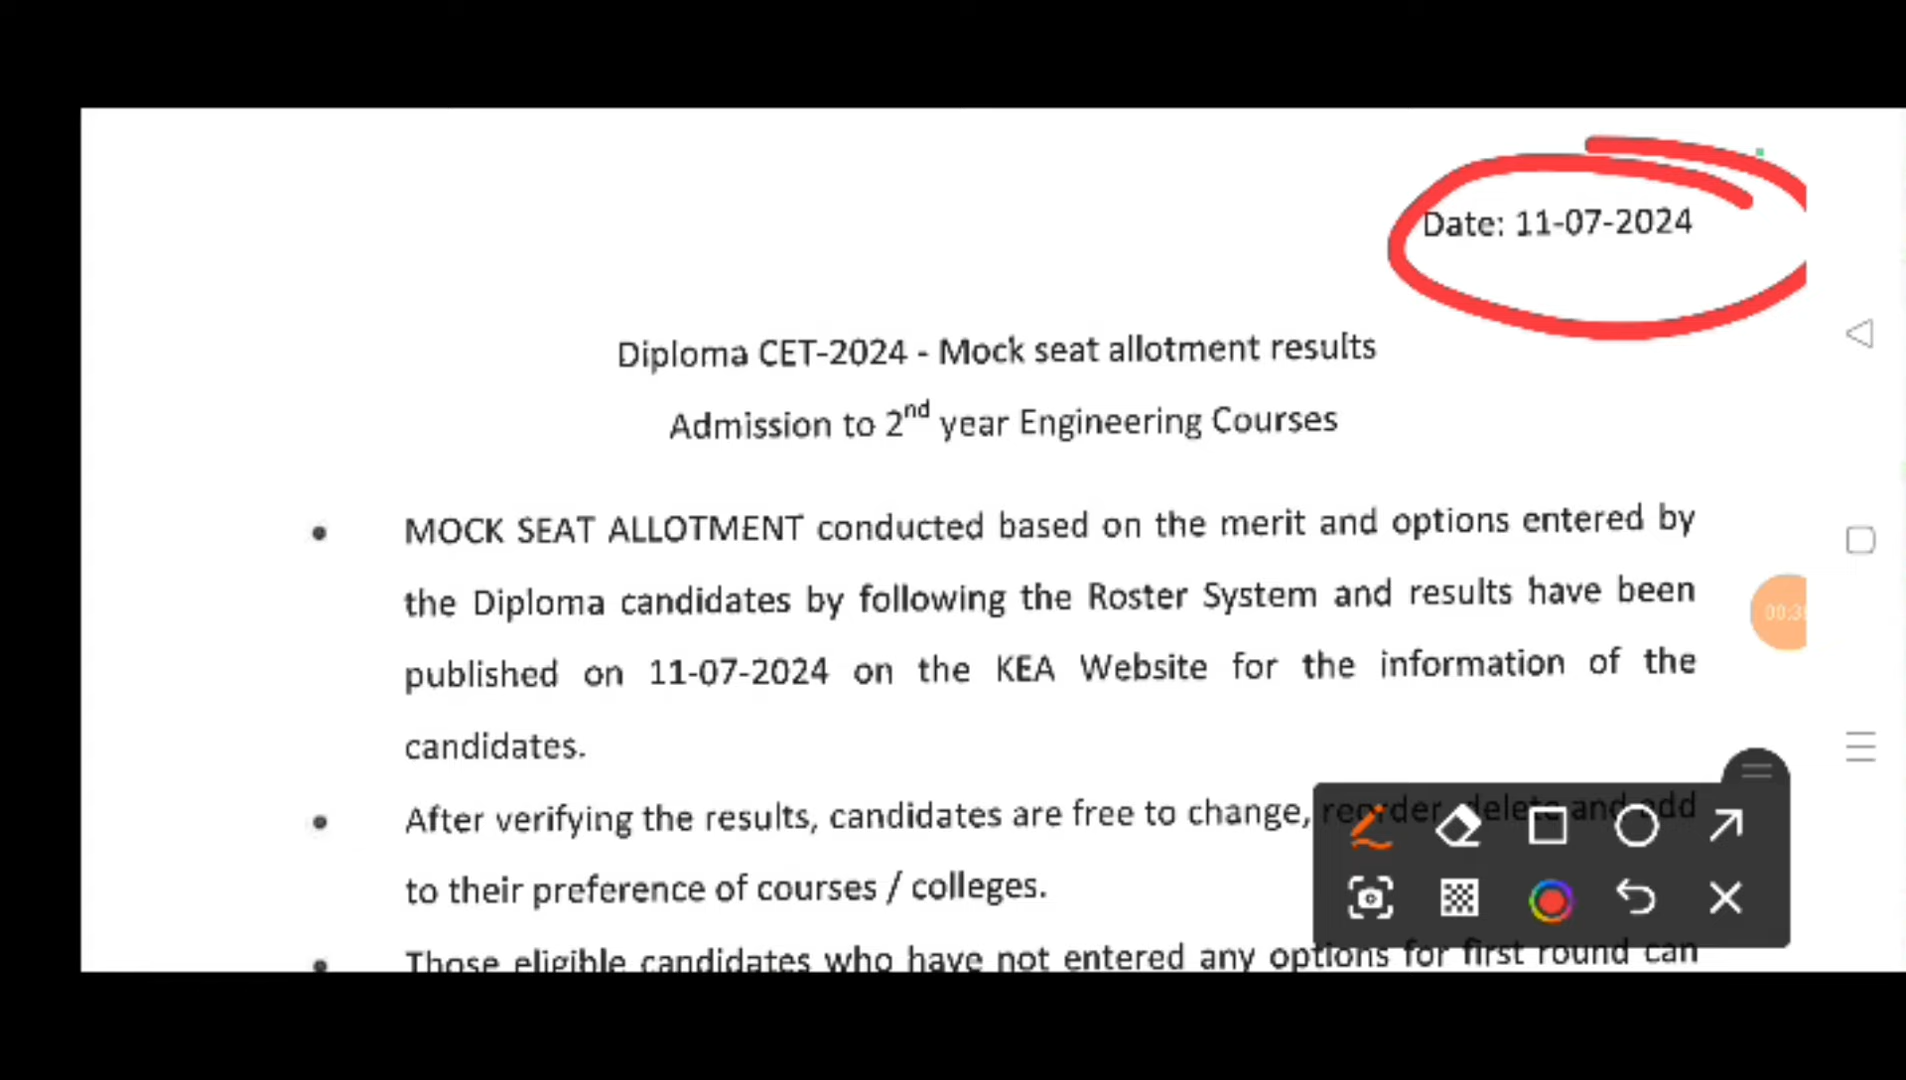 Date: 11-07-2024
Diploma CET-2024 - Mock seat allotment results
Admission to 2nd year Engineering Courses
• MOCK SEAT ALLOTMENT conducted based on the merit and options entered by
the Diploma candidates by following the Roster System and results have been
published on 11-07-2024 on the KEA Website for the information of the
candidates.
• After verifying the results, candidates are free to change, reorder, delete and add
to their preference of courses / colleges.
• Those eligible candidates who have not entered any options for first round can